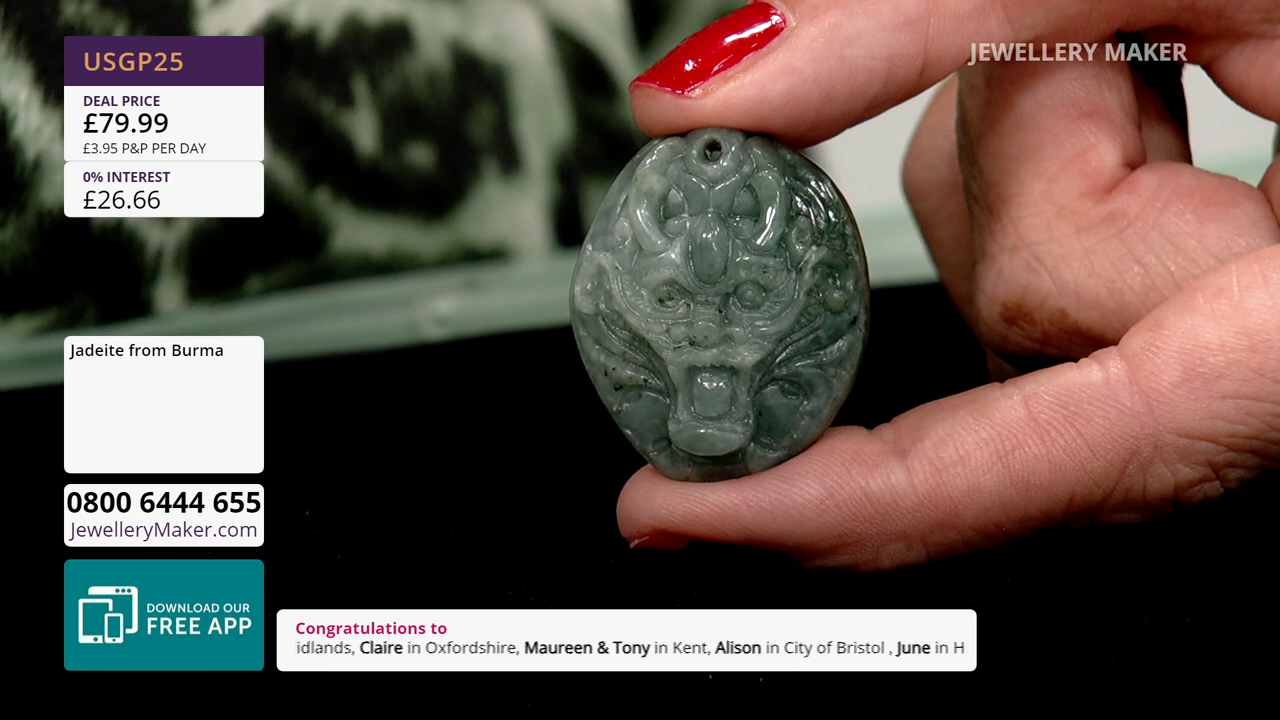 USGP25
DEAL PRICE
£79.99
£3.95 P&P PER DAY
0% INTEREST
£26.66
Jadeite from Burma
0800 6444 655
JewelleryMaker.com
DOWNLOAD OUR
FREE APP
JEWELLERY MAKER
Congratulations to
idlands, Claire in Oxfordshire, Maureen & Tony in Kent, Alison in City of Bristol , June in H